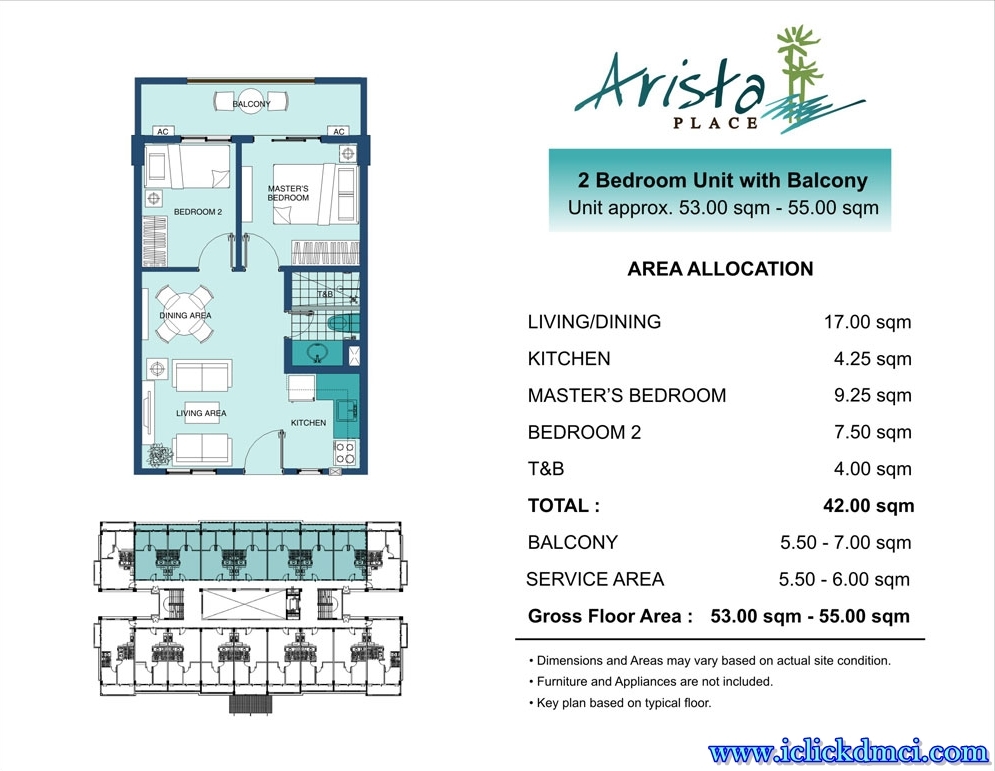 Arista
PLACE
2 Bedroom Unit with Balcony
Unit approx. 53.00 sqm - 55.00 sqm
AREA ALLOCATION
LIVING/DINING 17.00 sqm
KITCHEN 4.25 sqm
MASTER'S BEDROOM 9.25 sqm
BEDROOM 2 7.50 sqm
T&B 4.00 sqm
TOTAL : 42.00 sqm
BALCONY 5.50 - 7.00 sqm
SERVICE AREA 5.50 - 6.00 sqm
Gross Floor Area : 53.00 sqm - 55.00 sqm
• Dimensions and Areas may vary based on actual site condition.
• Furniture and Appliances are not included.
• Key plan based on typical floor.
BALCONY
AC
AC
MASTER'S
BEDROOM
BEDROOM 2
T&B
DINING AREA
LIVING AREA
KITCHEN
www.iclickdmci.com